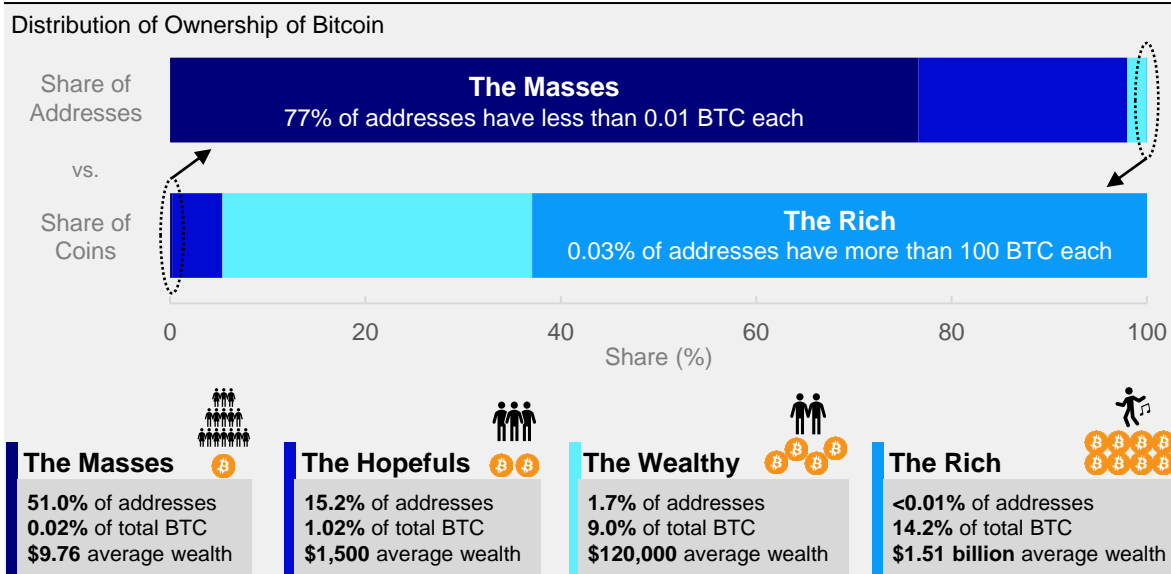 Distribution of Ownership of Bitcoin
Share of
Addresses
The Masses
77% of addresses have less than 0.01 BTC each
vs.
Share of
Coins
The Rich
0.03% of addresses have more than 100 BTC each
0 20 40 60 80 100
Share (%)
The Masses
51.0% of addresses
0.02% of total BTC
$9.76 average wealth
The Hopefuls
15.2% of addresses
1.02% of total BTC
$1,500 average wealth
The Wealthy
1.7% of addresses
9.0% of total BTC
$120,000 average wealth
The Rich
<0.01% of addresses
14.2% of total BTC
$1.51 billion average wealth